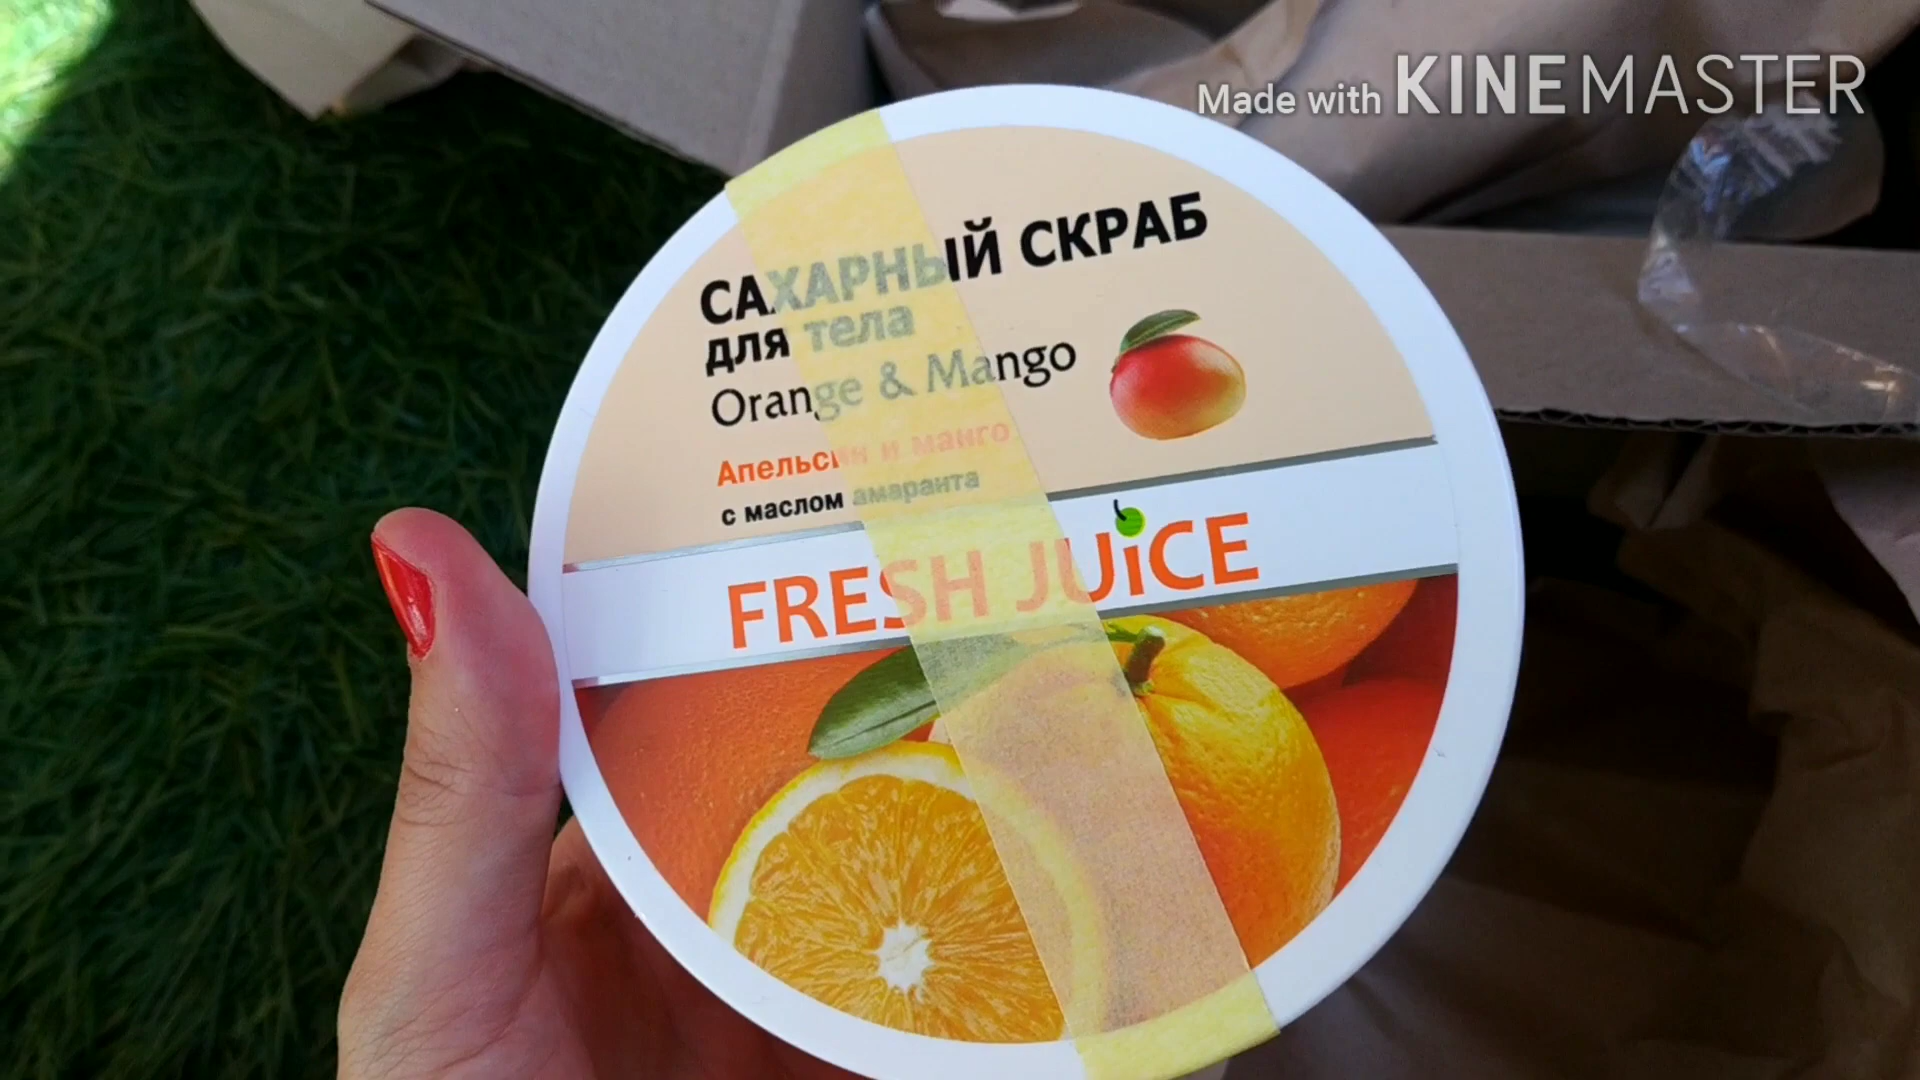 Made with KINEMASTER
САХАРНЫЙ СКРАБ
для тела
Orange & Mango
Апельсин и манго
с маслом амаранта
FRESH JUiCE